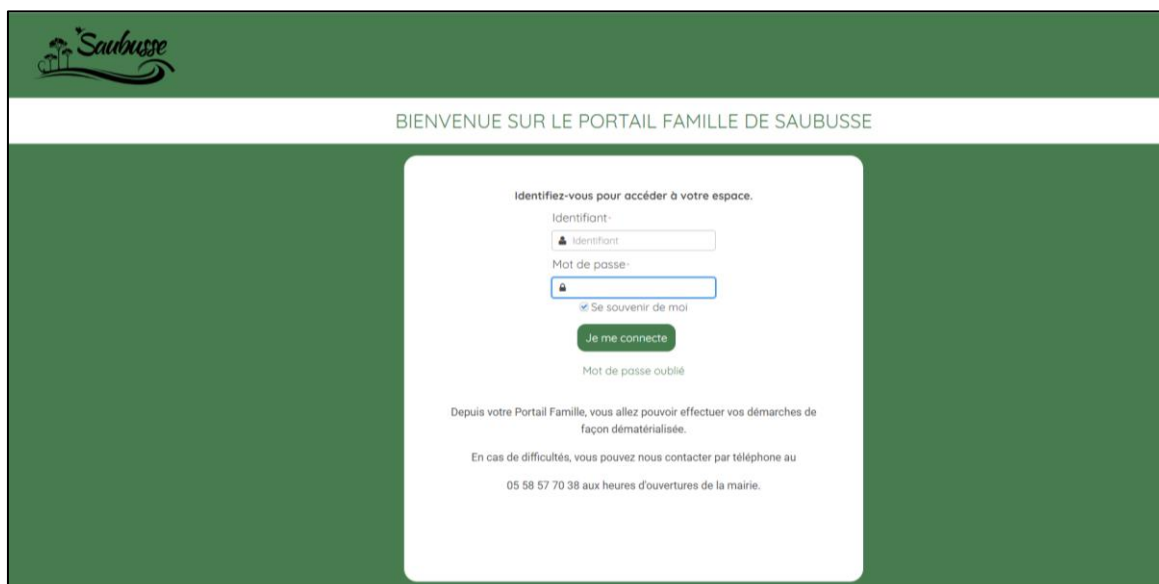 Saubusse
BIENVENUE SUR LE PORTAIL FAMILLE DE SAUBUSSE
Identifiez-vous pour accéder à votre espace.
Identifiant*
Identifiant
Mot de passe*
Se souvenir de moi
Je me connecte
Mot de passe oublié
Depuis votre Portail Famille, vous allez pouvoir effectuer vos démarches de
façon dématérialisée.
En cas de difficultés, vous pouvez nous contacter par téléphone au
05 58 57 70 38 aux heures d'ouvertures de la mairie.